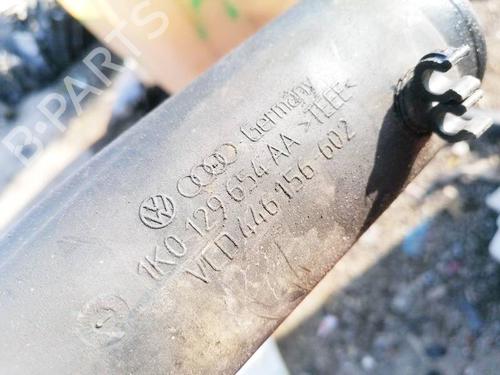 B-PARTS
Germany
1K0 129 654 AA >TEEE<
VLD 446 156-602